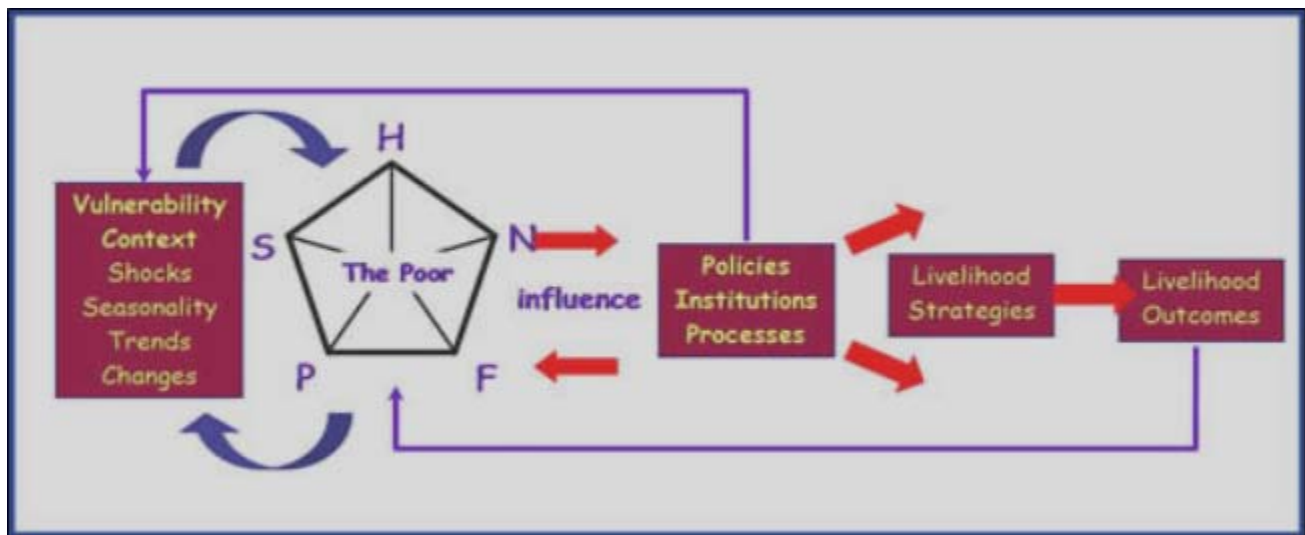 Vulnerability
Context
Shocks
Seasonality
Trends
Changes
H
S
N
The Poor
P
F
influence
Policies
Institutions
Processes
Livelihood
Strategies
Livelihood
Outcomes